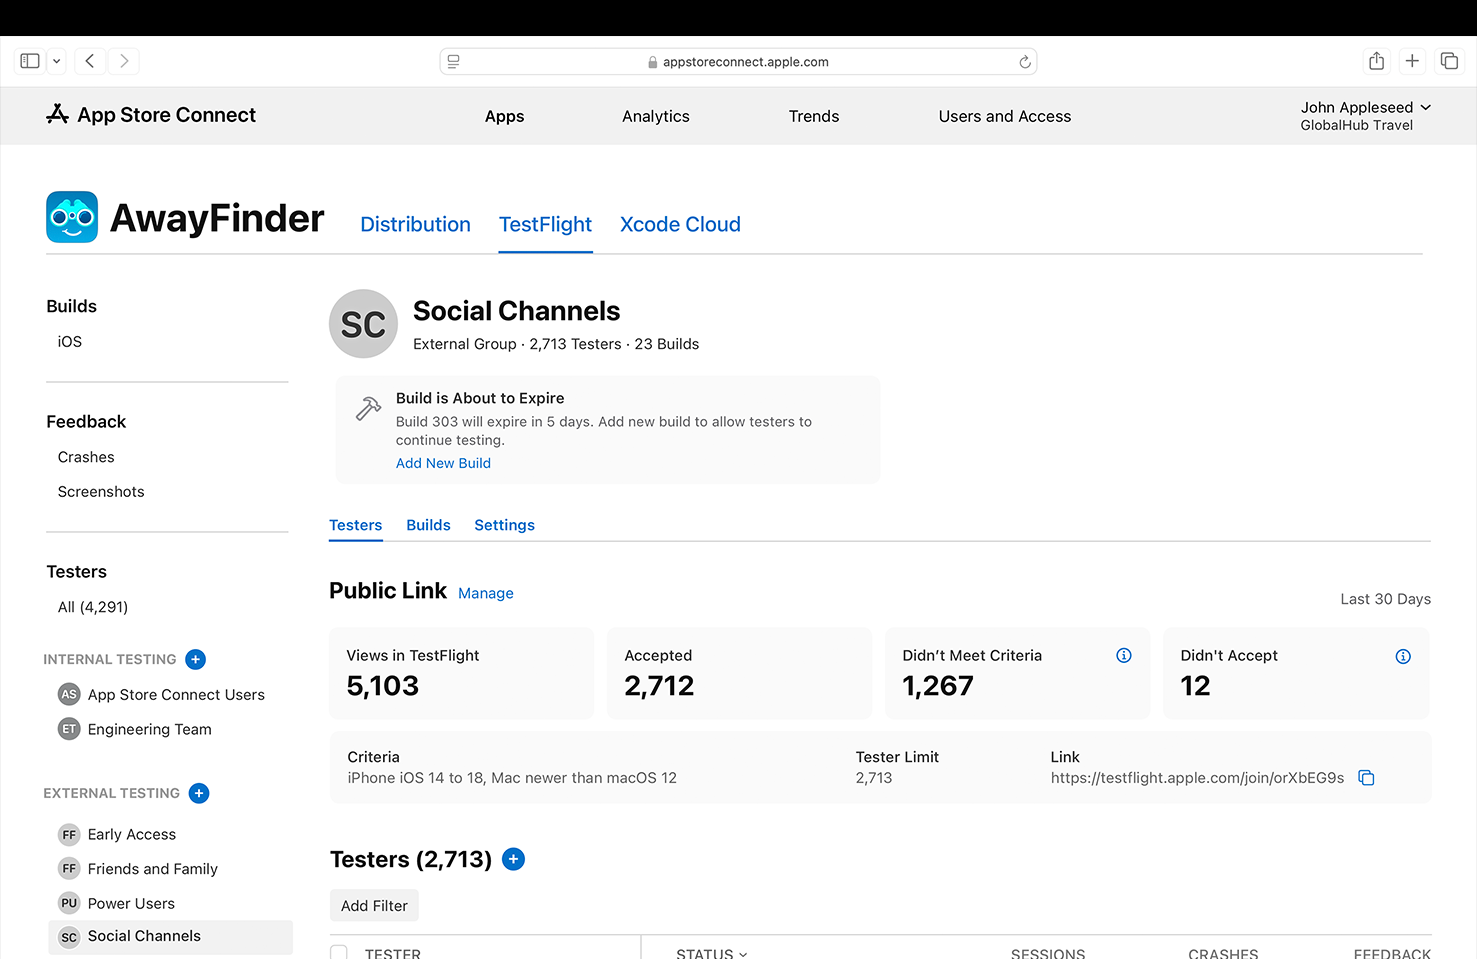 appstoreconnect.apple.com
App Store Connect
Apps
Analytics
Trends
Users and Access
John Appleseed
GlobalHub Travel
AwayFinder
Distribution
TestFlight
Xcode Cloud
Builds
iOS
Feedback
Crashes
Screenshots
Testers
All (4,291)
INTERNAL TESTING
AS App Store Connect Users
ET Engineering Team
EXTERNAL TESTING
FF Early Access
FF Friends and Family
PU Power Users
SC Social Channels
SC
Social Channels
External Group · 2,713 Testers · 23 Builds
Build is About to Expire
Build 303 will expire in 5 days. Add new build to allow testers to
continue testing.
Add New Build
Testers
Builds
Settings
Public Link
Manage
Last 30 Days
Views in TestFlight
5,103
Accepted
2,712
Didn’t Meet Criteria
1,267
Didn't Accept
12
Criteria
iPhone iOS 14 to 18, Mac newer than macOS 12
Tester Limit
2,713
Link
https://testflight.apple.com/join/orXbEG9s
Testers (2,713)
Add Filter
TESTER
STATUS
SESSIONS
CRASHES
FEEDBACK